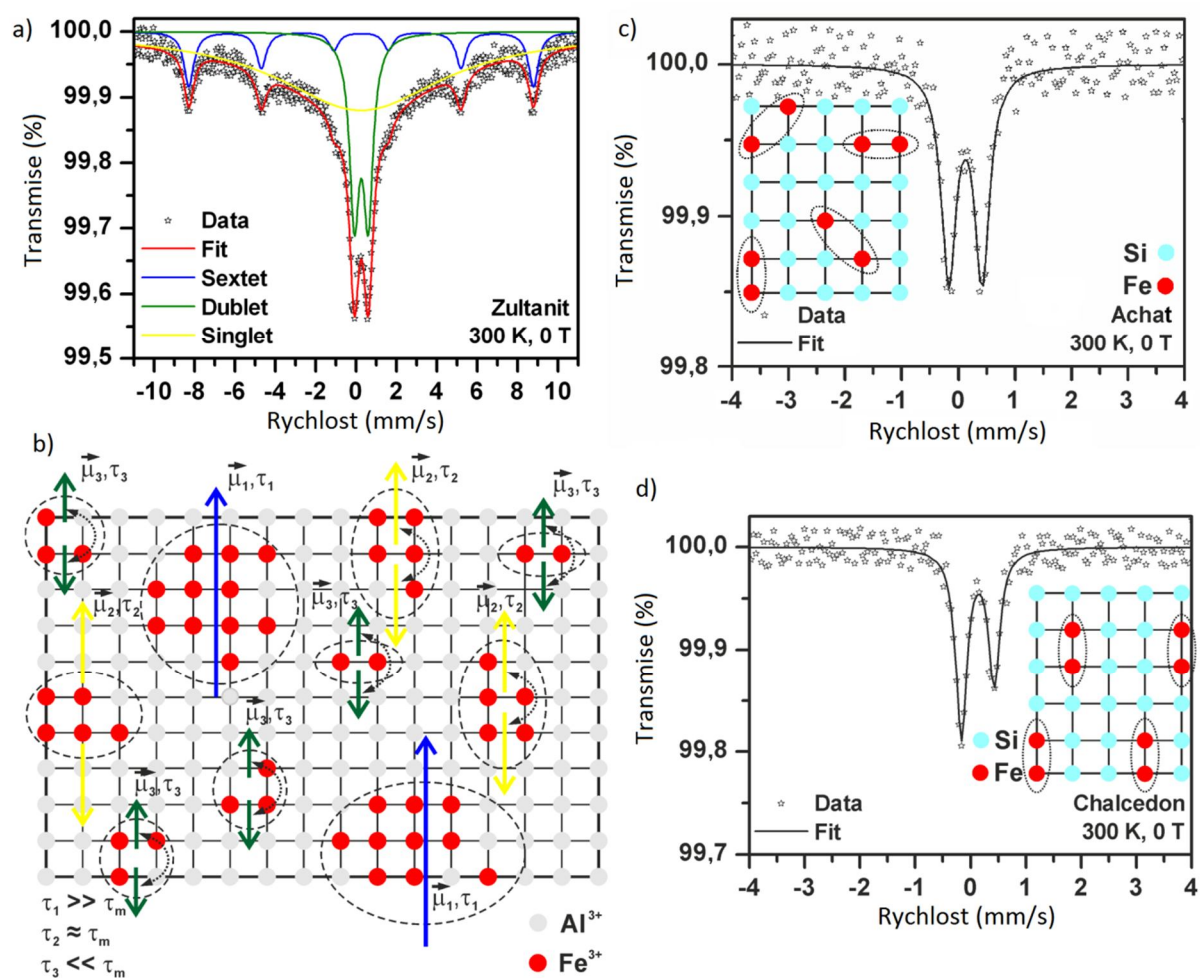 a)
100,0
99,9
99,8
99,7
99,6
99,5
Transmise (%)
Data
Fit
Sextet
Dublet
Singlet
Zultanit
300 K, 0 T
-10 -8 -6 -4 -2 0 2 4 6 8 10
Rychlost (mm/s)
c)
100,0
99,9
99,8
Transmise (%)
Si
Fe
Data
Fit
Achat
300 K, 0 T
-4 -3 -2 -1 0 1 2 3 4
Rychlost (mm/s)
b)
μ₃,τ₃
μ₁,τ₁
μ₂,τ₂
μ₃,τ₃
μ₂,τ₂
μ₃,τ₃
μ₂,τ₂
μ₃,τ₃
μ₃,τ₃
μ₁,τ₁
τ₁ >> τₘ
τ₂ ≈ τₘ
τ₃ << τₘ
Al³⁺
Fe³⁺
d)
100,0
99,9
99,8
99,7
Transmise (%)
Si
Fe
Data
Fit
Chalcedon
300 K, 0 T
-4 -3 -2 -1 0 1 2 3 4
Rychlost (mm/s)